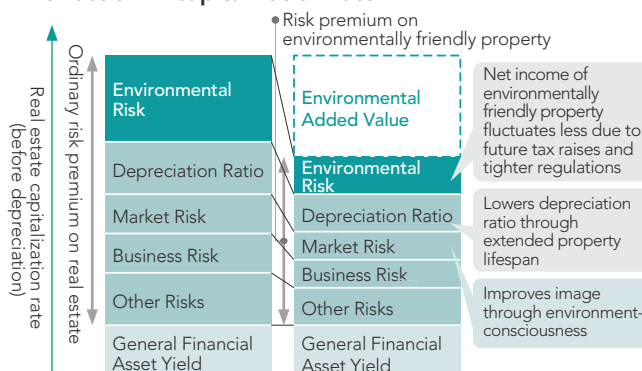 Risk premium on
environmentally friendly property
Real estate capitalization rate
(before depreciation)
Ordinary risk premium on real estate
Environmental
Risk
Depreciation Ratio
Market Risk
Business Risk
Other Risks
General Financial
Asset Yield
Environmental
Added Value
Environmental
Risk
Depreciation Ratio
Market Risk
Business Risk
Other Risks
General Financial
Asset Yield
Net income of
environmentally
friendly property
fluctuates less due to
future tax raises and
tighter regulations
Lowers depreciation
ratio through
extended property
lifespan
Improves image
through environment-
consciousness